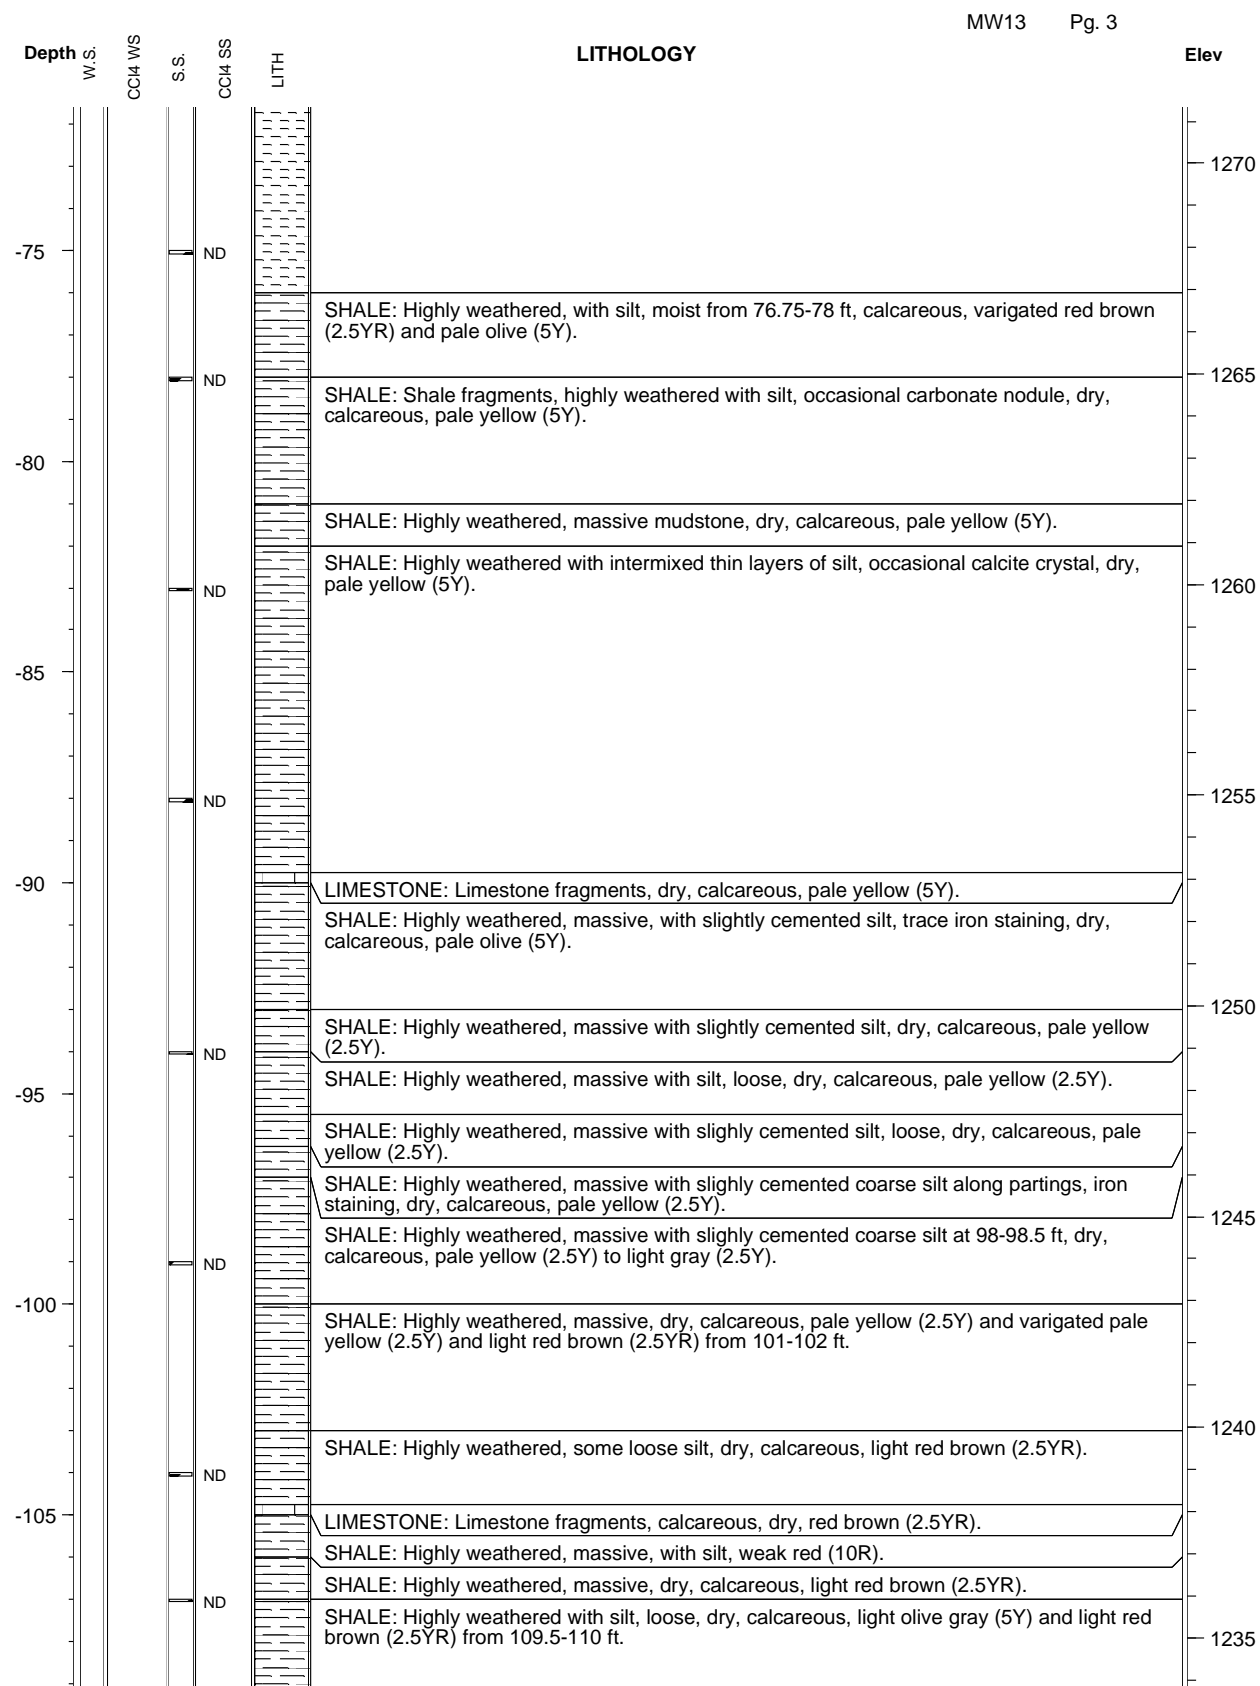 MW13 Pg. 3
Depth W.S. CCl4 WS S.S. CCl4 SS LITH LITHOLOGY Elev
1270
-75 ND
SHALE: Highly weathered, with silt, moist from 76.75-78 ft, calcareous, varigated red brown
(2.5YR) and pale olive (5Y).
ND 1265
SHALE: Shale fragments, highly weathered with silt, occasional carbonate nodule, dry,
calcareous, pale yellow (5Y).
-80
SHALE: Highly weathered, massive mudstone, dry, calcareous, pale yellow (5Y).
SHALE: Highly weathered with intermixed thin layers of silt, occasional calcite crystal, dry,
pale yellow (5Y).
ND 1260
-85
ND 1255
-90
LIMESTONE: Limestone fragments, dry, calcareous, pale yellow (5Y).
SHALE: Highly weathered, massive, with slightly cemented silt, trace iron staining, dry,
calcareous, pale olive (5Y).
1250
SHALE: Highly weathered, massive with slightly cemented silt, dry, calcareous, pale yellow
(2.5Y).
ND
SHALE: Highly weathered, massive with silt, loose, dry, calcareous, pale yellow (2.5Y).
-95
SHALE: Highly weathered, massive with slighly cemented silt, loose, dry, calcareous, pale
yellow (2.5Y).
SHALE: Highly weathered, massive with slighly cemented coarse silt along partings, iron
staining, dry, calcareous, pale yellow (2.5Y).
1245
SHALE: Highly weathered, massive with slighly cemented coarse silt at 98-98.5 ft, dry,
calcareous, pale yellow (2.5Y) to light gray (2.5Y).
ND
-100
SHALE: Highly weathered, massive, dry, calcareous, pale yellow (2.5Y) and varigated pale
yellow (2.5Y) and light red brown (2.5YR) from 101-102 ft.
1240
SHALE: Highly weathered, some loose silt, dry, calcareous, light red brown (2.5YR).
ND
-105
LIMESTONE: Limestone fragments, calcareous, dry, red brown (2.5YR).
SHALE: Highly weathered, massive, with silt, weak red (10R).
SHALE: Highly weathered, massive, dry, calcareous, light red brown (2.5YR).
ND
SHALE: Highly weathered with silt, loose, dry, calcareous, light olive gray (5Y) and light red
brown (2.5YR) from 109.5-110 ft.
1235